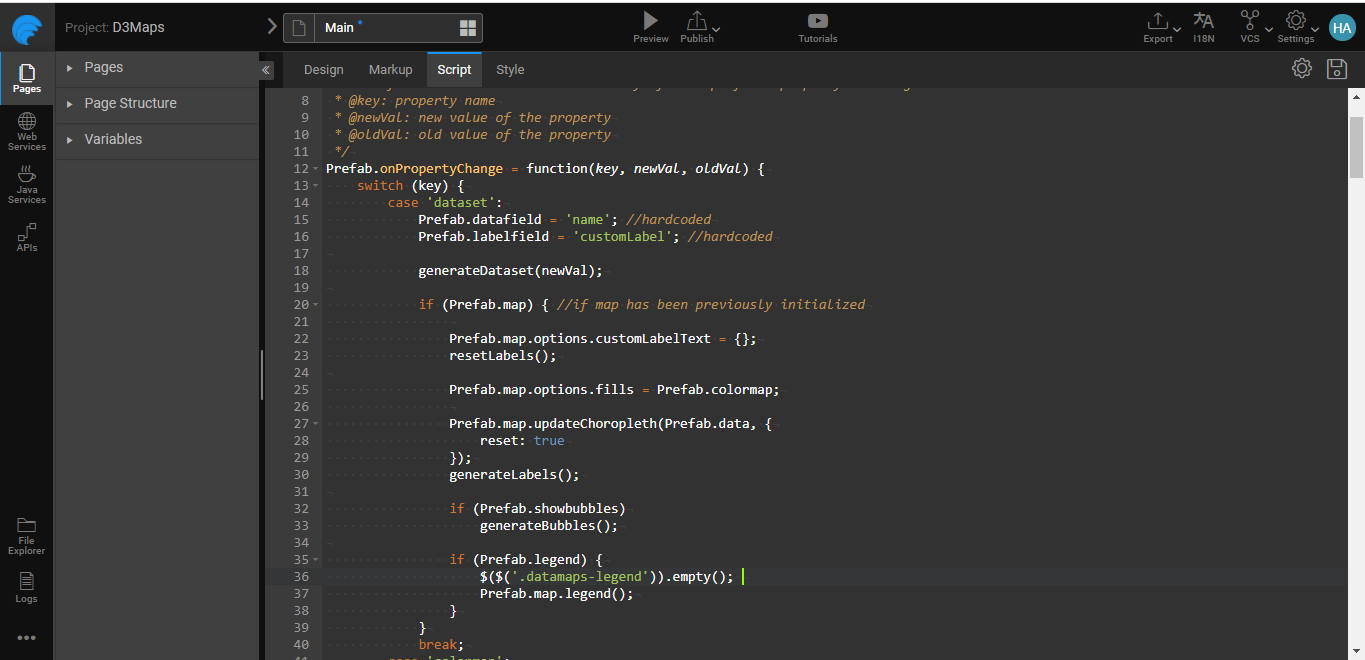 Project: D3Maps
Main *
Preview
Publish
Tutorials
Export
I18N
VCS
Settings
HA
Pages
Web
Services
Java
Services
APIs
File
Explorer
Logs
Pages
Page Structure
Variables
Design
Markup
Script
Style
8 * @key: property name
9 * @newVal: new value of the property
10 * @oldVal: old value of the property
11 */
12 Prefab.onPropertyChange = function(key, newVal, oldVal) {
13 switch (key) {
14 case 'dataset':
15 Prefab.datafield = 'name'; //hardcoded
16 Prefab.labelfield = 'customLabel'; //hardcoded
17
18 generateDataset(newVal);
19
20 if (Prefab.map) { //if map has been previously initialized
21
22 Prefab.map.options.customLabelText = {};
23 resetLabels();
24
25 Prefab.map.options.fills = Prefab.colormap;
26
27 Prefab.map.updateChoropleth(Prefab.data, {
28 reset: true
29 });
30 generateLabels();
31
32 if (Prefab.showbubbles)
33 generateBubbles();
34
35 if (Prefab.legend) {
36 $($('.datamaps-legend')).empty();
37 Prefab.map.legend();
38 }
39 }
40 break;